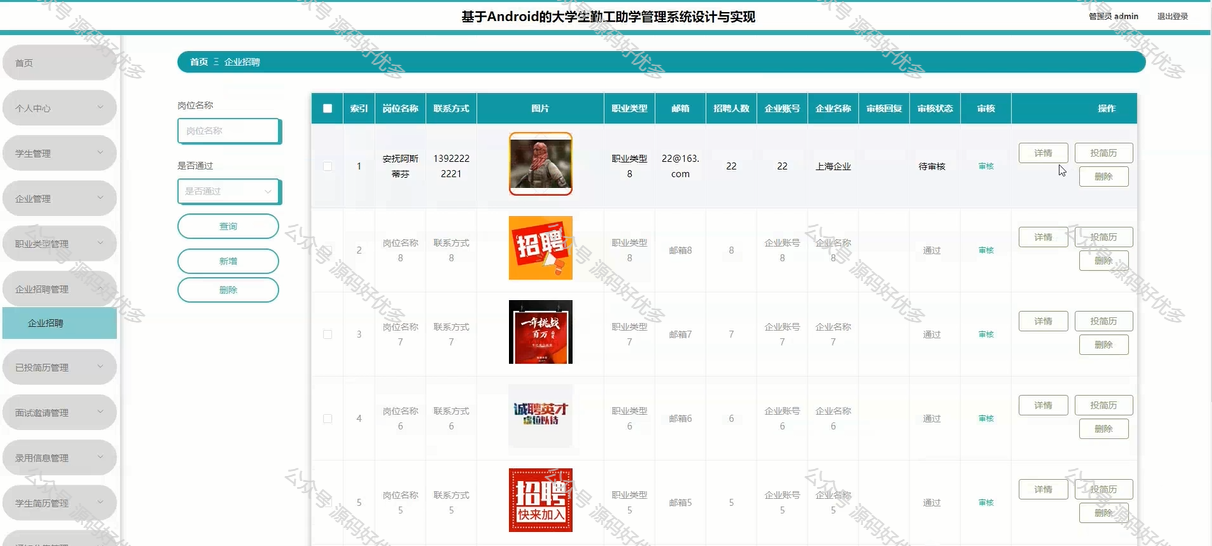 基于Android的大学生勤工助学管理系统设计与实现
管理员 admin 退出登录
首页
个人中心
学生管理
企业管理
职业类型管理
企业招聘管理
企业招聘
已投简历管理
面试邀请管理
录用信息管理
学生简历管理
首页 Ξ 企业招聘
岗位名称
岗位名称
是否通过
是否通过
查询
新增
删除
索引 岗位名称 联系方式 图片 职业类型 邮箱 招聘人数 企业账号 企业名称 审核回复 审核状态 审核 操作
1 安抚阿斯蒂芬 13922222221 职业类型8 22@163.com 22 22 上海企业 待审核 审核 详情 投简历 删除
2 岗位名称8 联系方式8 招聘 职业类型8 邮箱8 8 企业账号8 企业名称8 通过 审核 详情 投简历 删除
3 岗位名称7 联系方式7 一年挑战百万 职业类型7 邮箱7 7 企业账号7 企业名称7 通过 审核 详情 投简历 删除
4 岗位名称6 联系方式6 诚聘英才 虚位以待 职业类型6 邮箱6 6 企业账号6 企业名称6 通过 审核 详情 投简历 删除
5 岗位名称5 联系方式5 招聘 快来加入 职业类型5 邮箱5 5 企业账号5 企业名称5 通过 审核 详情 投简历 删除
公众号 源码好优多